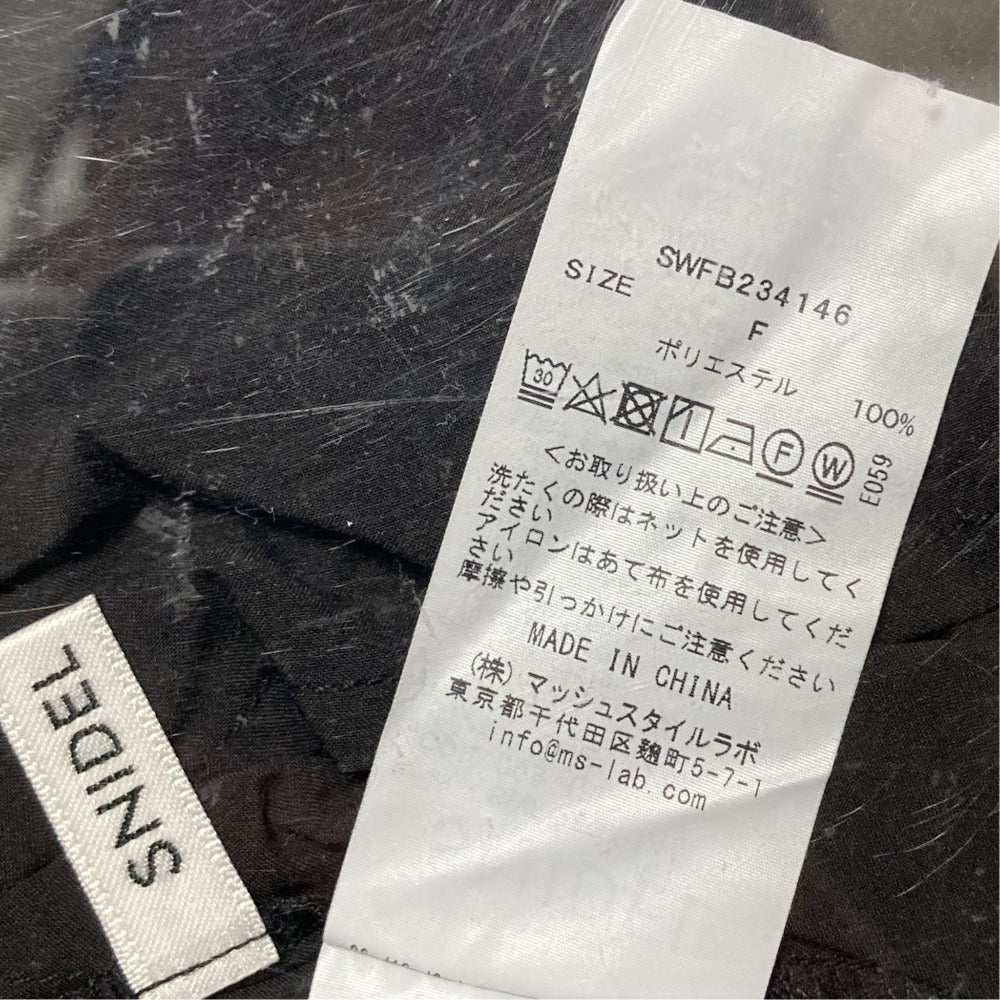 SWFB234146
SIZE
F
ポリエステル 100%
30
F
W
E059
<お取り扱い上のご注意>
洗たくの際はネットを使用してく
ださい
アイロンはあて布を使用してくだ
さい
摩擦や引っかけにご注意ください
MADE IN CHINA
(株)マッシュスタイルラボ
東京都千代田区麹町5-7-1
info@ms-lab.com
SNIDEL